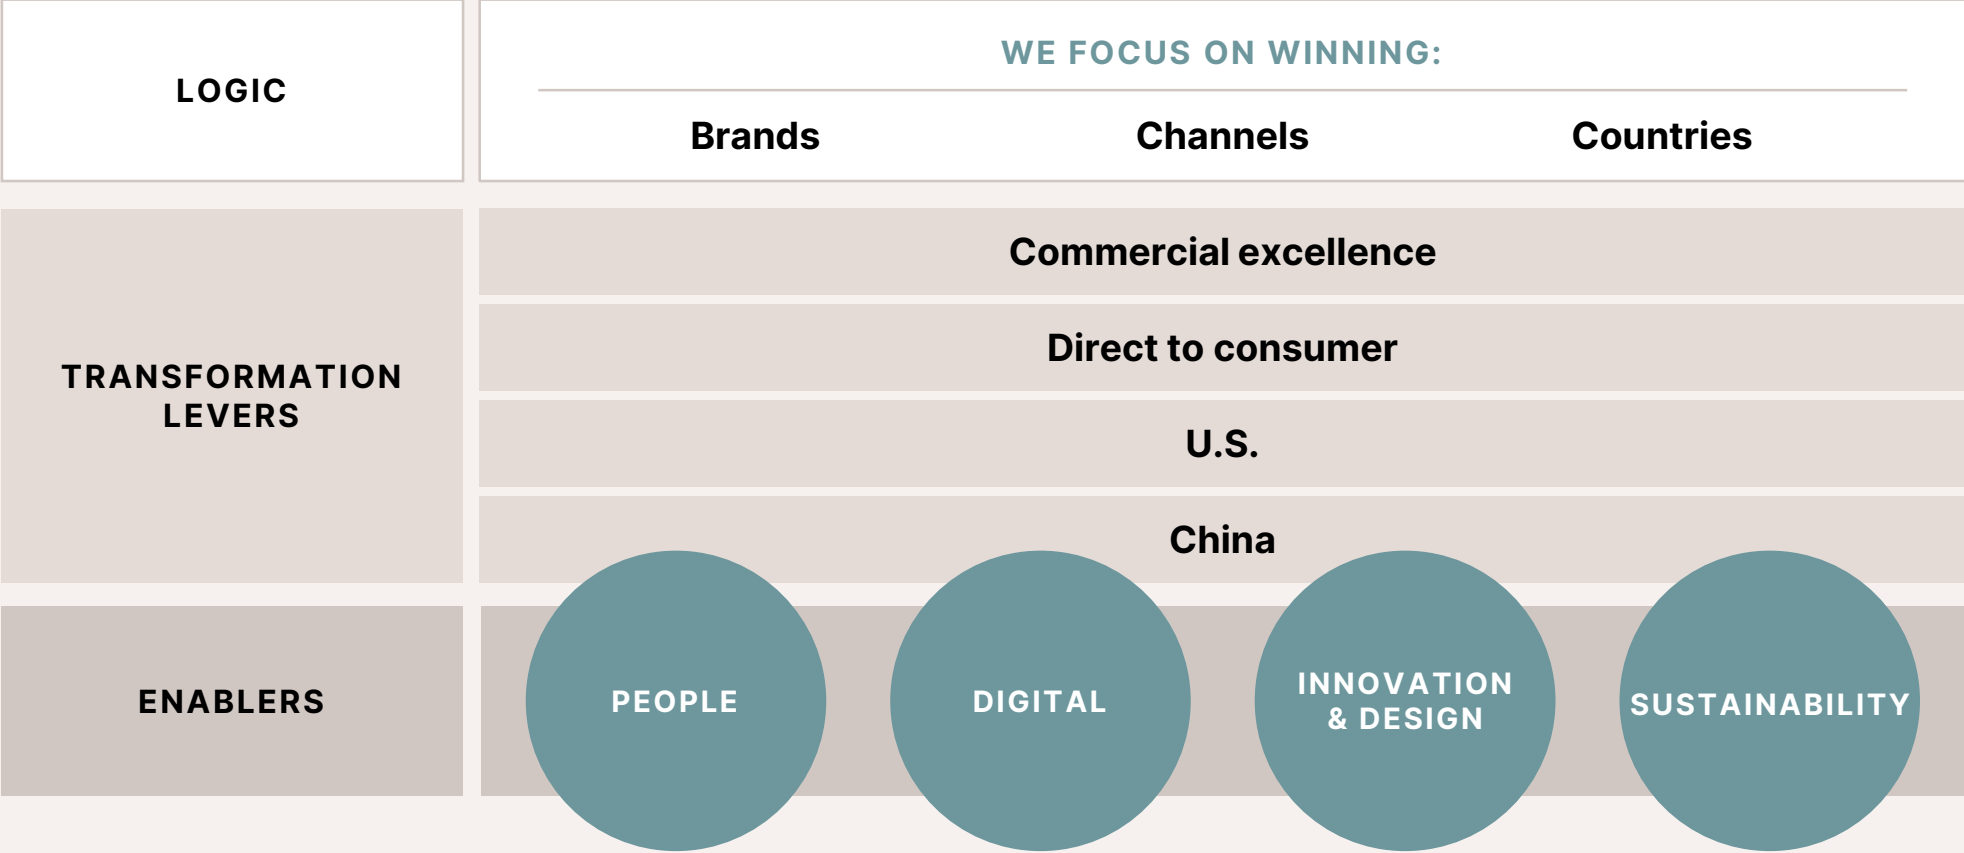 LOGIC
WE FOCUS ON WINNING:
Brands Channels Countries
TRANSFORMATION
LEVERS
Commercial excellence
Direct to consumer
U.S.
China
ENABLERS
PEOPLE
DIGITAL
INNOVATION
& DESIGN
SUSTAINABILITY